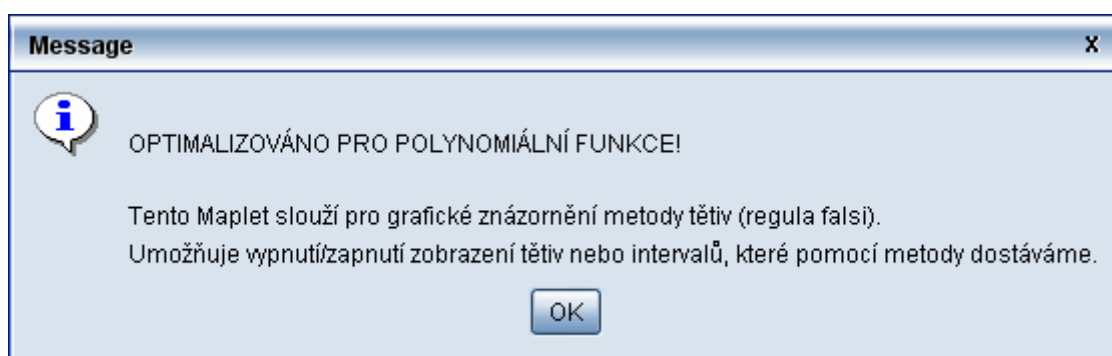 Message X
OPTIMALIZOVÁNO PRO POLYNOMIÁLNÍ FUNKCE!
Tento Maplet slouží pro grafické znázornění metody tětiv (regula falsi).
Umožňuje vypnutí/zapnutí zobrazení tětiv nebo intervalů, které pomocí metody dostáváme.
OK